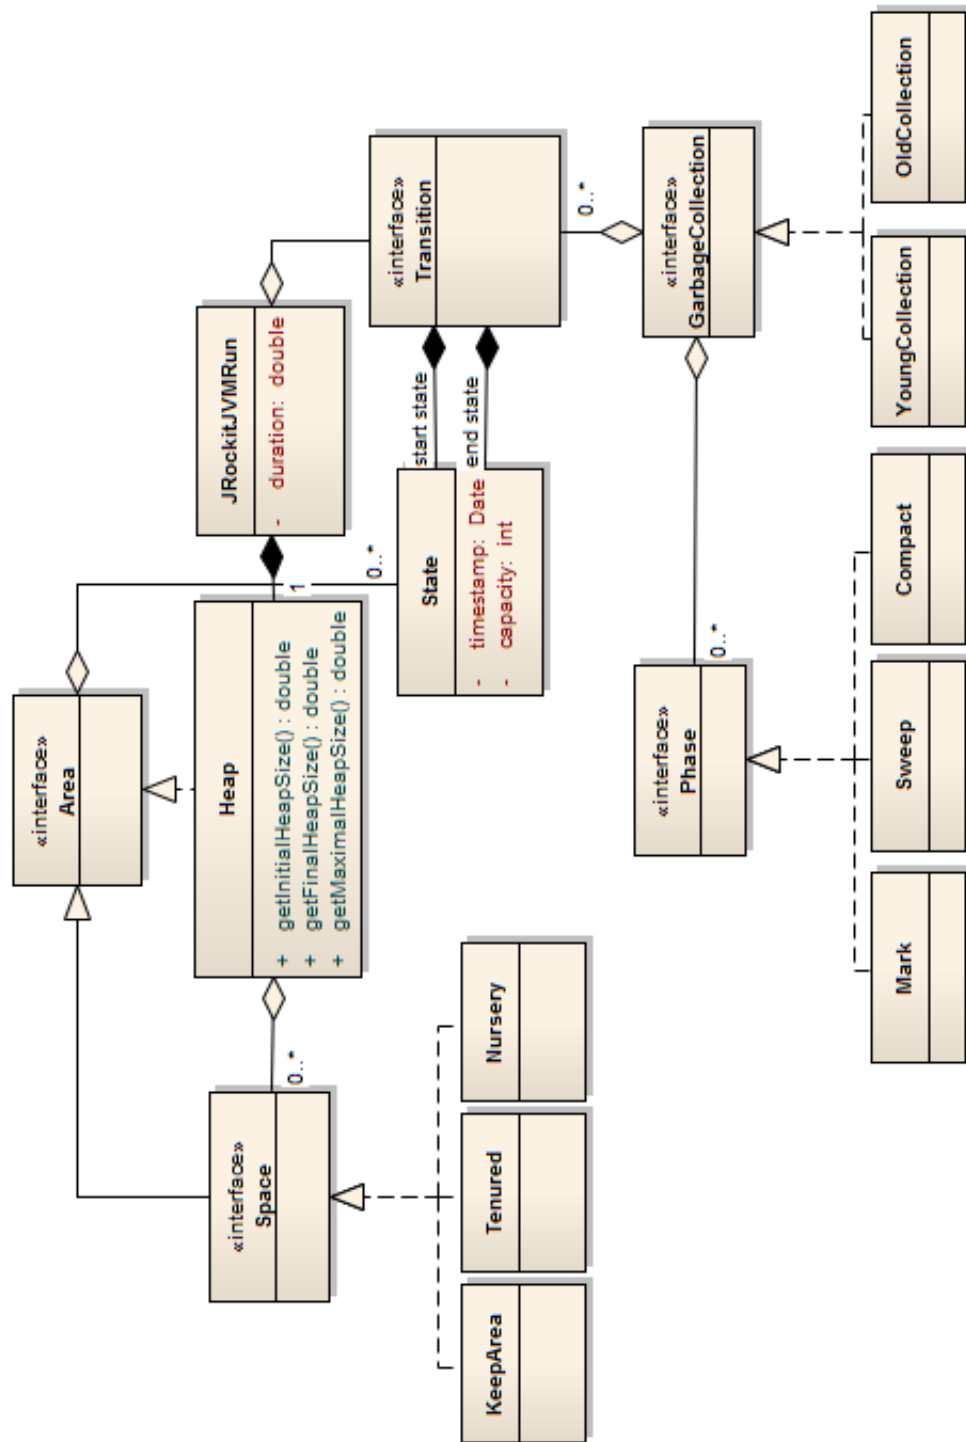 «interface»
Area
«interface»
Space
0..*
Heap
+ getInitialHeapSize() : double
+ getFinalHeapSize() : double
+ getMaximalHeapSize() : double
1
JRockitJVMRun
- duration: double
0..*
State
- timestamp: Date
- capacity: int
start state
end state
«interface»
Transition
0..*
KeepArea
Tenured
Nursery
«interface»
Phase
0..*
«interface»
GarbageCollection
Mark
Sweep
Compact
YoungCollection
OldCollection